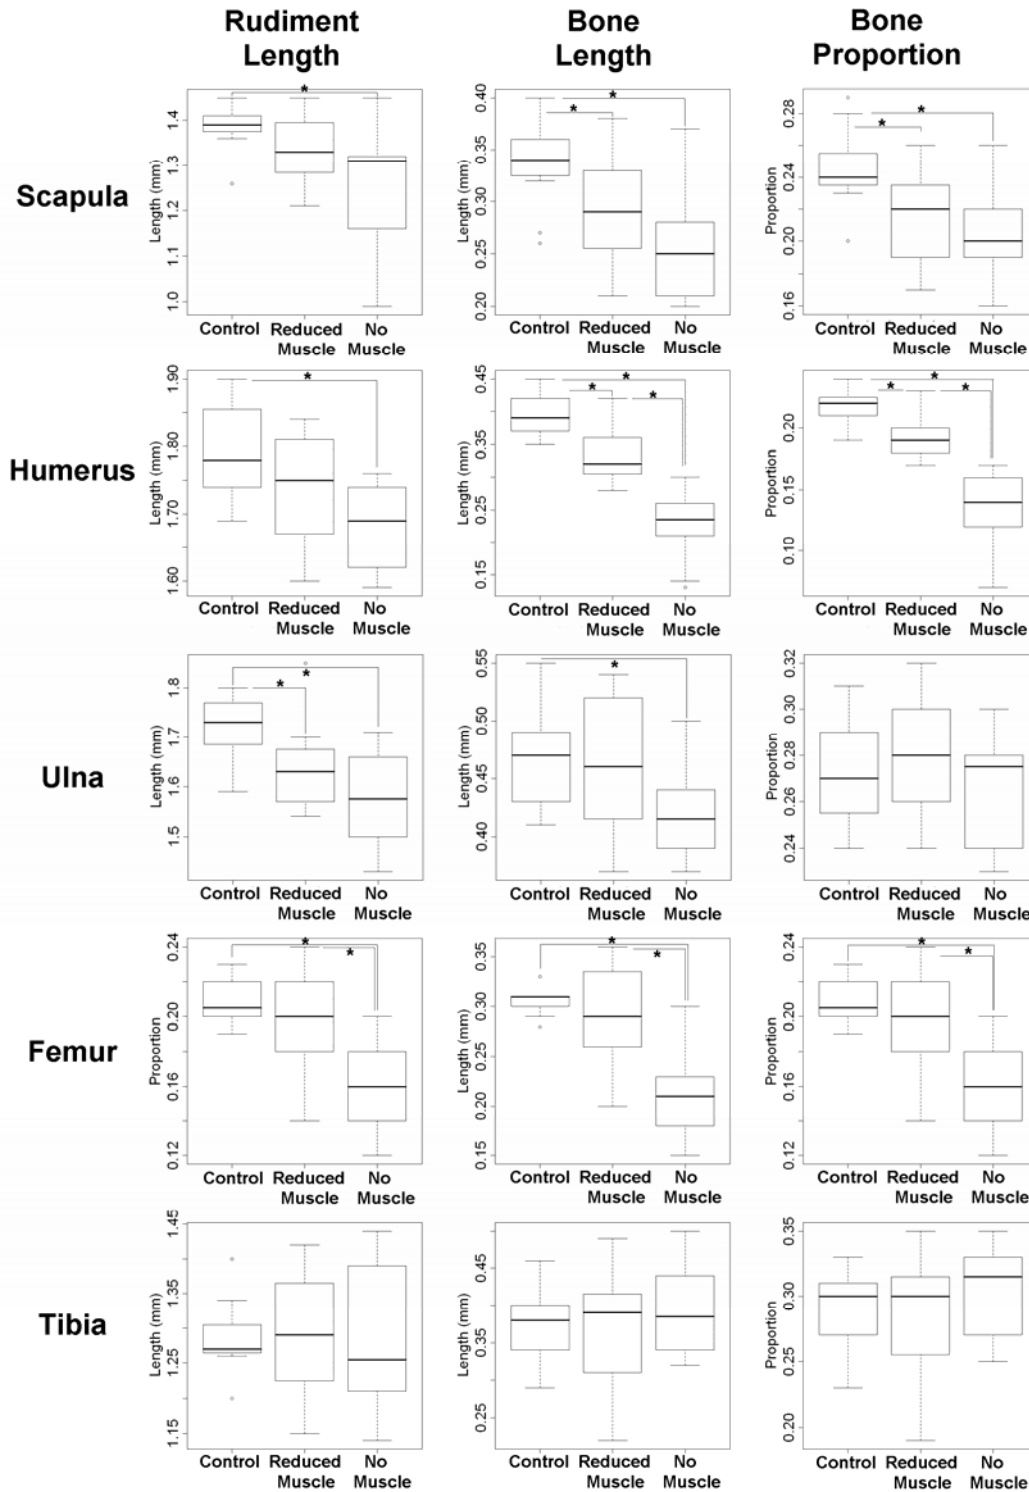 Rudiment Length
Bone Length
Bone Proportion
Scapula
Length (mm)
1.0 1.1 1.2 1.3 1.4
*
Control Reduced Muscle No Muscle
Length (mm)
0.20 0.25 0.30 0.35 0.40
* *
Control Reduced Muscle No Muscle
Proportion
0.16 0.20 0.24 0.28
* *
Control Reduced Muscle No Muscle
Humerus
Length (mm)
1.60 1.70 1.80 1.90
*
Control Reduced Muscle No Muscle
Length (mm)
0.15 0.25 0.35 0.45
* * *
Control Reduced Muscle No Muscle
Proportion
0.10 0.15 0.20
* * *
Control Reduced Muscle No Muscle
Ulna
Length (mm)
1.5 1.6 1.7 1.8
* *
Control Reduced Muscle No Muscle
Length (mm)
0.40 0.45 0.50 0.55
*
Control Reduced Muscle No Muscle
Proportion
0.24 0.26 0.28 0.30 0.32
Control Reduced Muscle No Muscle
Femur
Proportion
0.12 0.16 0.20 0.24
* *
Control Reduced Muscle No Muscle
Length (mm)
0.15 0.20 0.25 0.30 0.35
* *
Control Reduced Muscle No Muscle
Proportion
0.12 0.16 0.20 0.24
* *
Control Reduced Muscle No Muscle
Tibia
Length (mm)
1.15 1.25 1.35 1.45
Control Reduced Muscle No Muscle
Length (mm)
0.25 0.35 0.45
Control Reduced Muscle No Muscle
Proportion
0.20 0.25 0.30 0.35
Control Reduced Muscle No Muscle